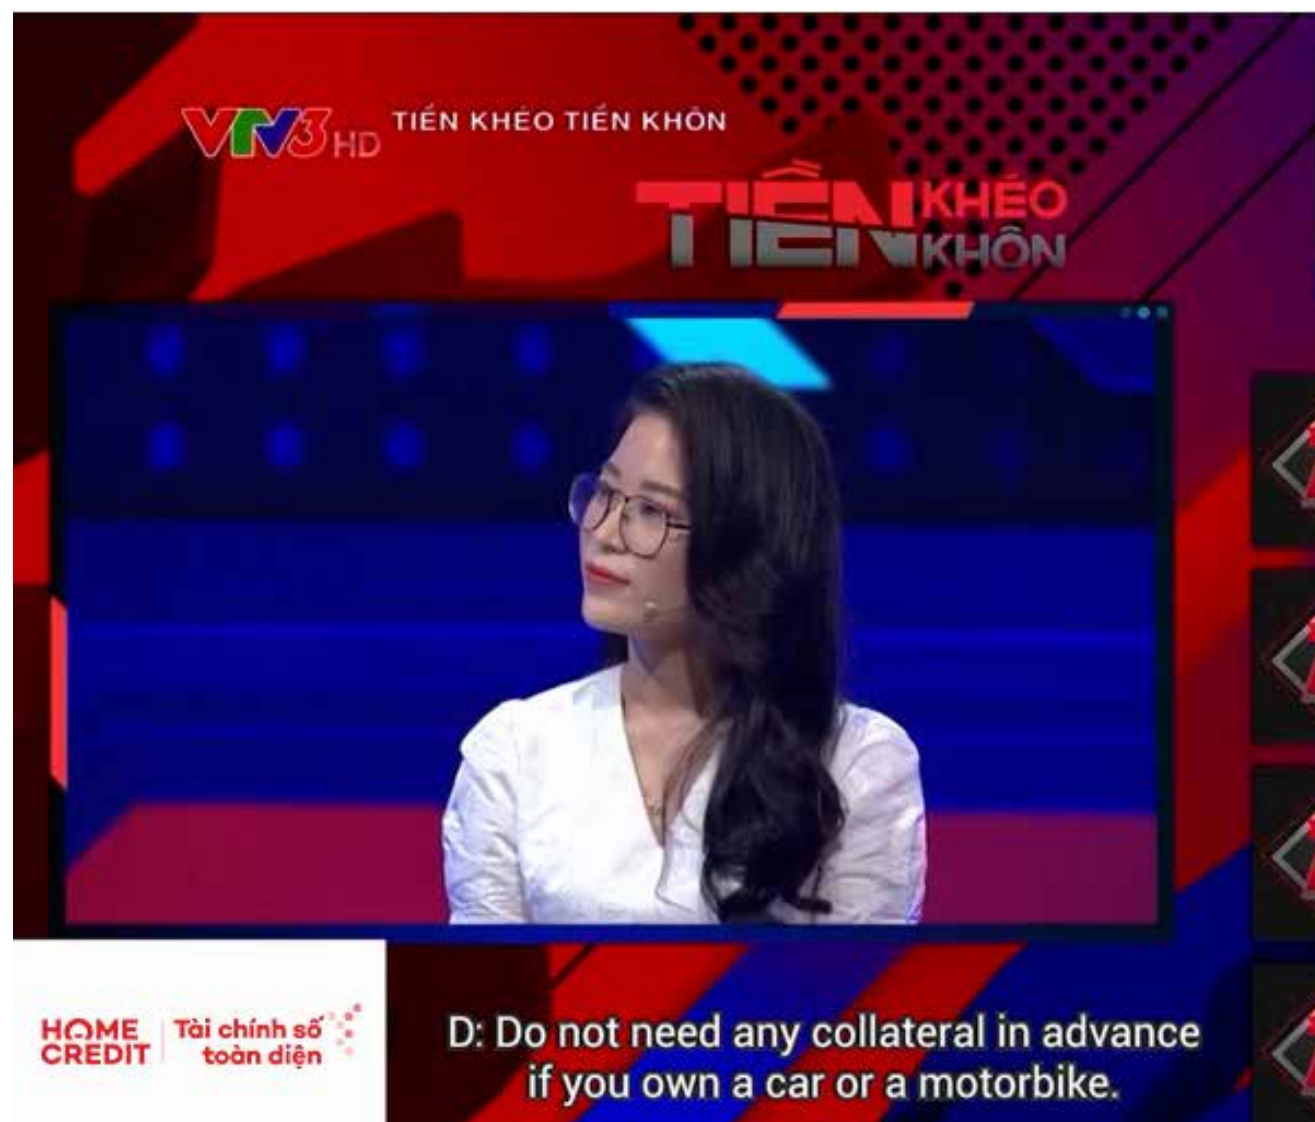 VTV3 HD
TIỀN KHÉO TIỀN KHÔN
TIỀN KHÉO
KHÔN
HOME
CREDIT
Tài chính số
toàn diện
D: Do not need any collateral in advance
if you own a car or a motorbike.